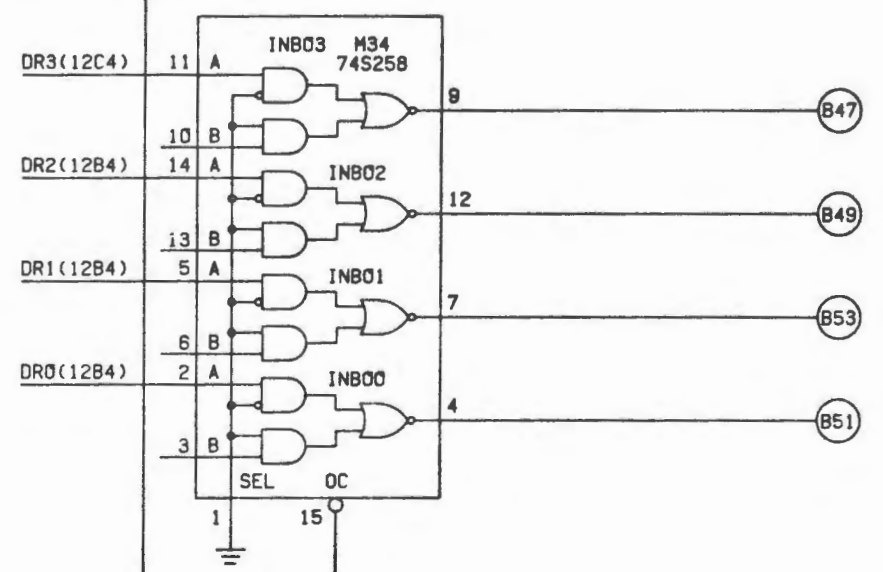 INB03 M34
74S258
DR3(12C4) 11 A
9
B47
10 B
DR2(12B4) 14 A
INB02
12
B49
13 B
DR1(12B4) 5 A
INB01
7
B53
6 B
DR0(12B4) 2 A
INB00
4
B51
3 B
SEL OC
1 15